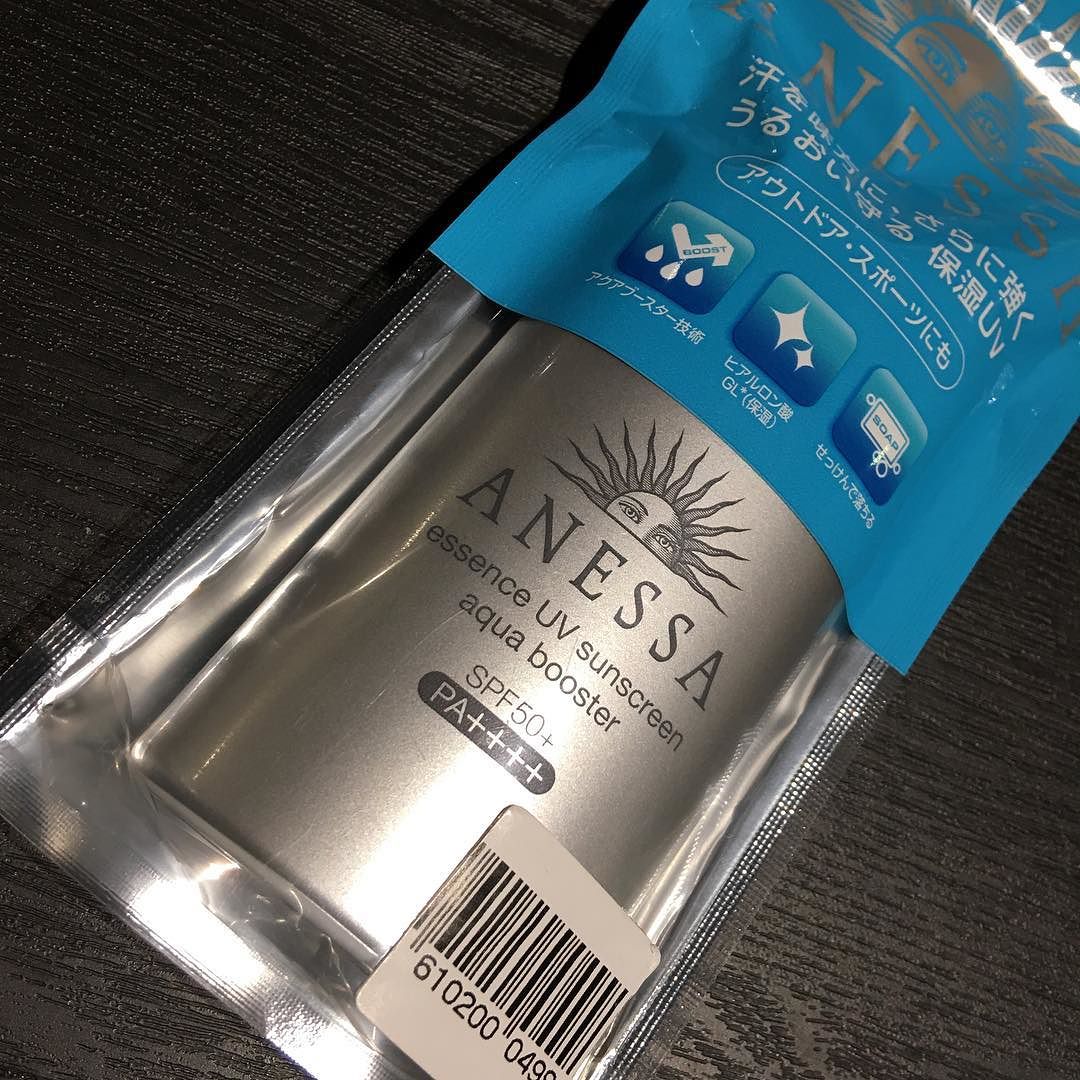 ANESSA
汗を味方に、さらに強く
うるおい守る 保湿UV
アウトドア・スポーツにも
BOOST
アクアブースター技術
ヒアルロン酸
GL*(保湿)
SOAP
せっけんで落ちる
ANESSA
essence UV sunscreen
aqua booster
SPF50+
PA++++
610200 049